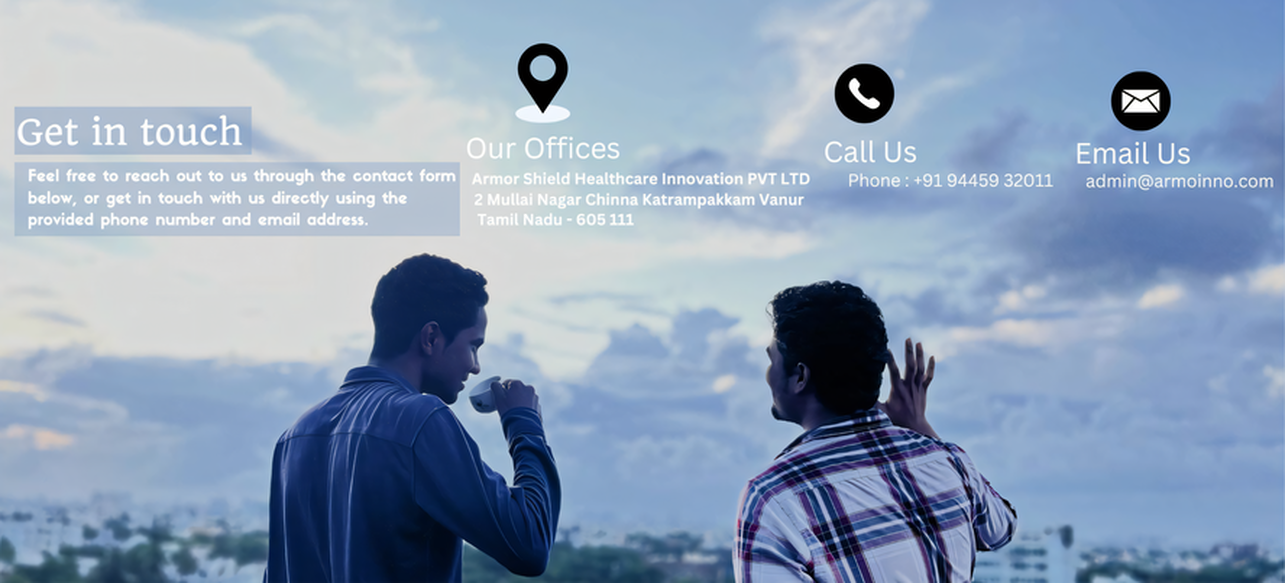 Get in touch
Feel free to reach out to us through the contact form
below, or get in touch with us directly using the
provided phone number and email address.
Our Offices
Armor Shield Healthcare Innovation PVT LTD
2 Mullai Nagar Chinna Katrampakkam Vanur
Tamil Nadu - 605 111
Call Us
Phone : +91 94459 32011
Email Us
admin@armoinno.com